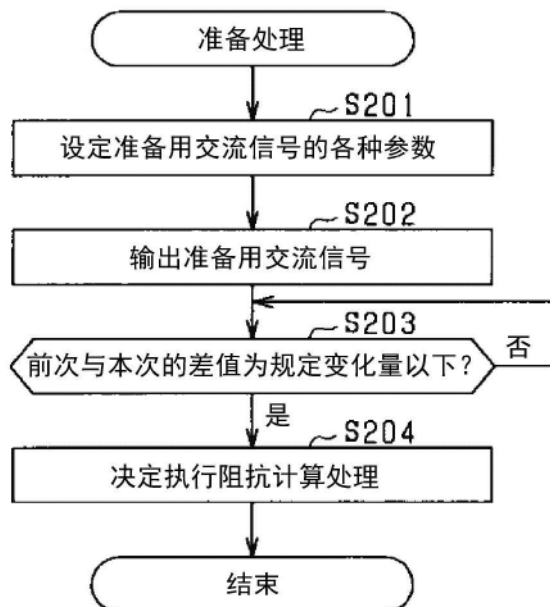 准备处理
S201
设定准备用交流信号的各种参数
S202
输出准备用交流信号
S203
前次与本次的差值为规定变化量以下?
否
是
S204
决定执行阻抗计算处理
结束